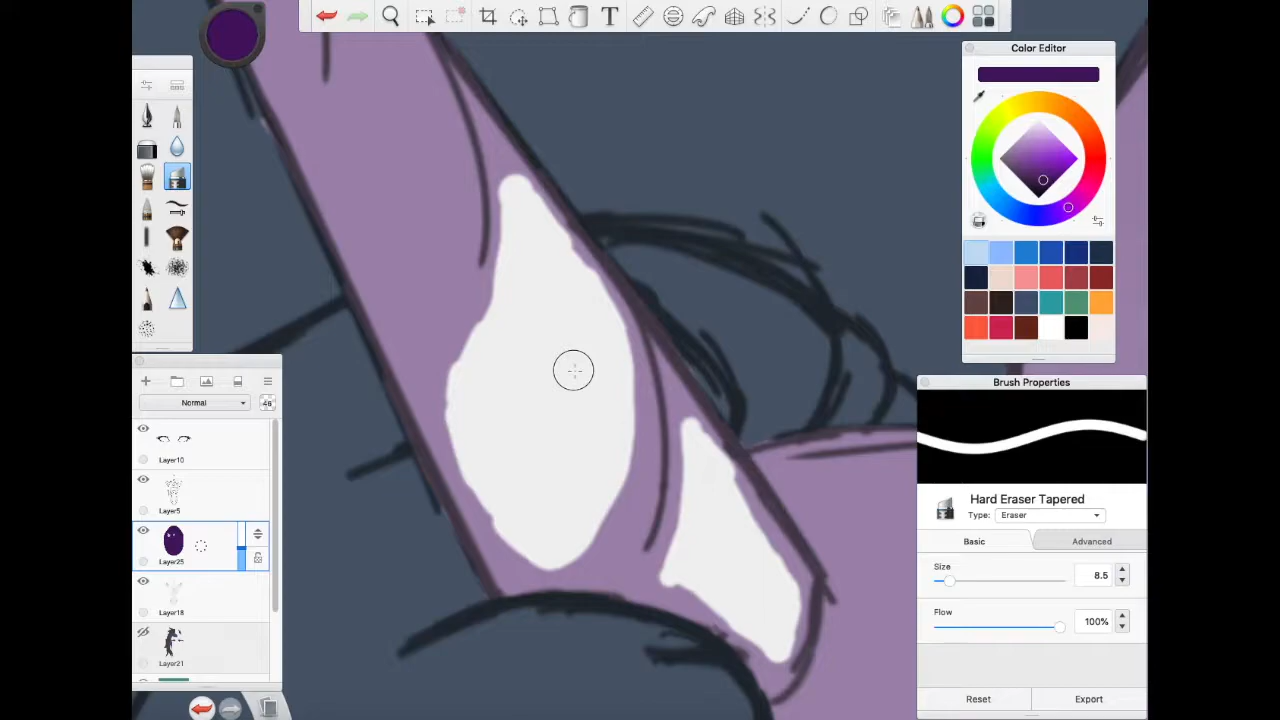 Color Editor
Normal
Layer10
Layer5
Layer25
Layer18
Layer21
Brush Properties
Hard Eraser Tapered
Type: Eraser
Basic
Advanced
Size
8.5
Flow
100%
Reset
Export